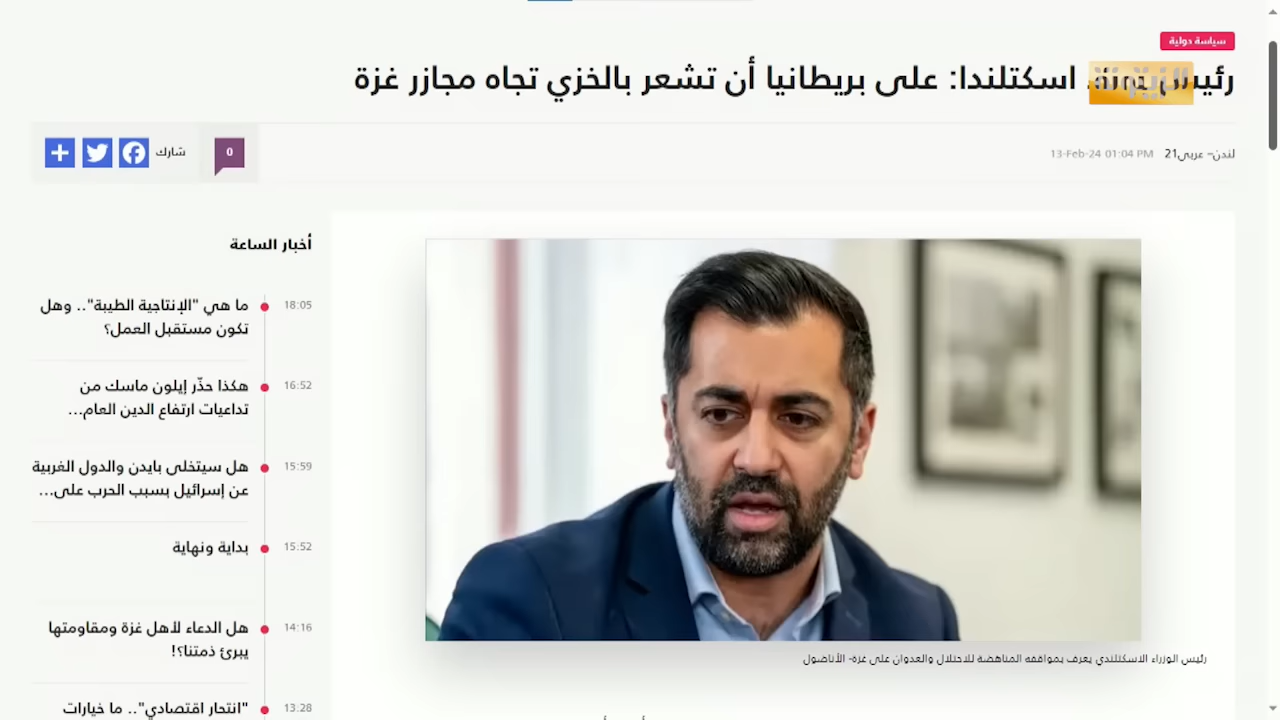 سياسة دولية
اسكتلندا: على بريطانيا أن تشعر بالخزي تجاه مجازر غزة
لندن- عربي21 13-Feb-24 01:04 PM
0
شارك
رئيس الوزراء الاسكتلندي يعرف بمواقفه المناهضة للاحتلال والعدوان على غزة- الأناضول
أخبار الساعة
18:05
ما هي "الإنتاجية الطيبة".. وهل
تكون مستقبل العمل؟
16:52
هكذا حذّر إيلون ماسك من
تداعيات ارتفاع الدين العام...
15:59
هل سيتخلى بايدن والدول الغربية
عن إسرائيل بسبب الحرب على...
15:52
بداية ونهاية
14:16
هل الدعاء لأهل غزة ومقاومتها
يبرئ ذمتنا؟!
13:28
"انتحار اقتصادي".. ما خيارات